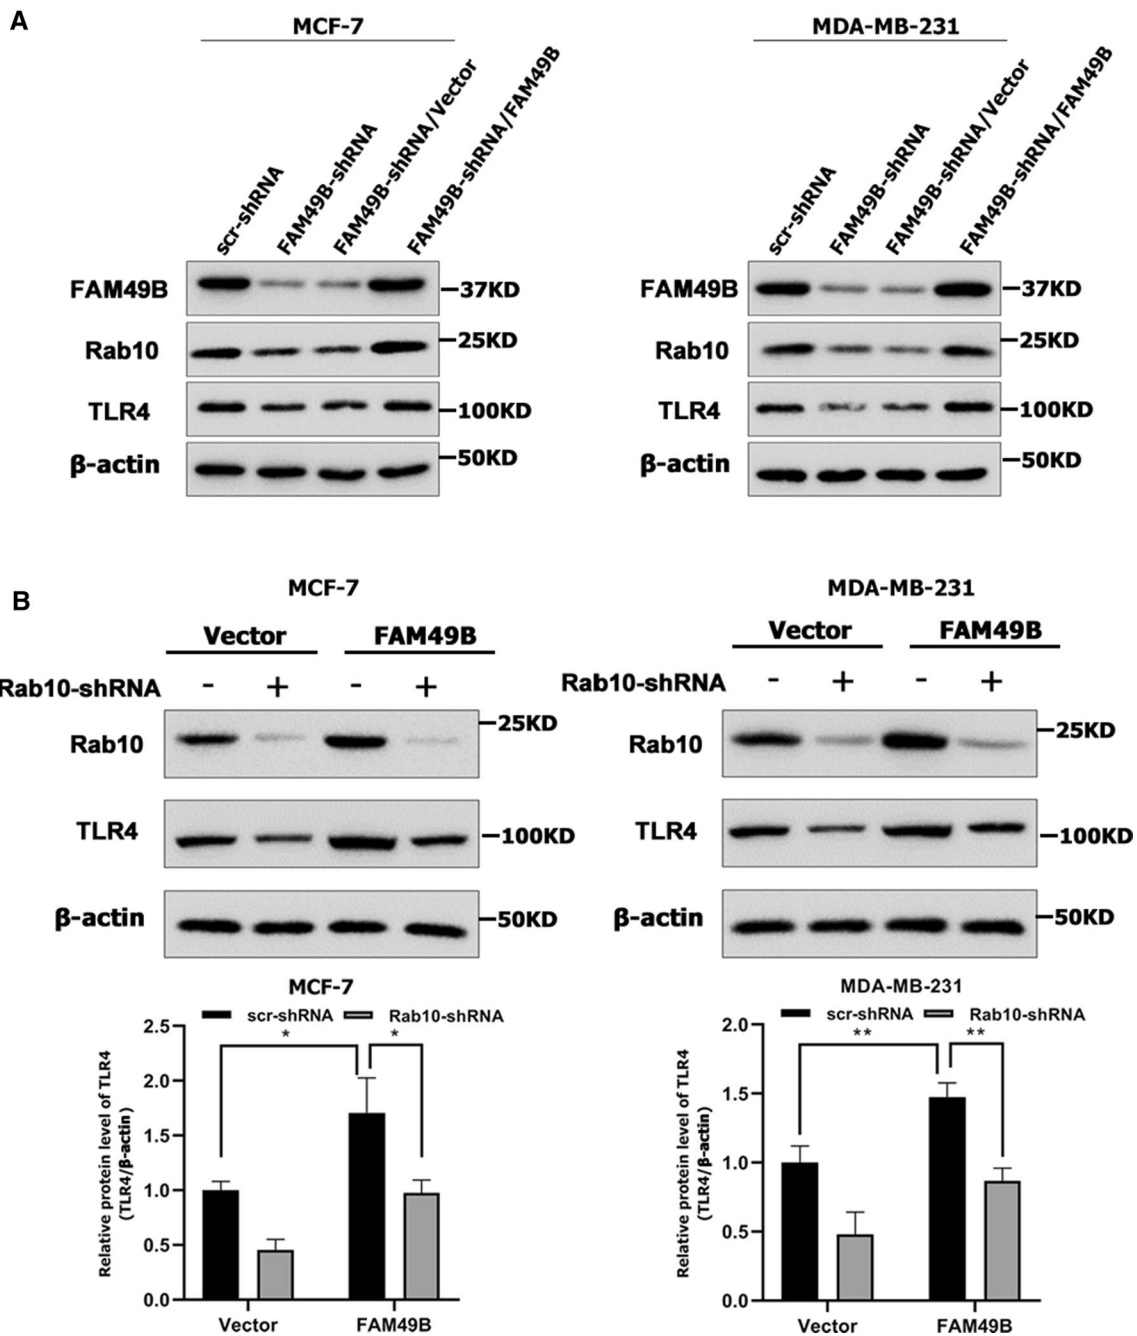 A
MCF-7
scr-shRNA
FAM49B-shRNA
FAM49B-shRNA/Vector
FAM49B-shRNA/FAM49B
FAM49B
37KD
Rab10
25KD
TLR4
100KD
β-actin
50KD
MDA-MB-231
scr-shRNA
FAM49B-shRNA
FAM49B-shRNA/Vector
FAM49B-shRNA/FAM49B
FAM49B
37KD
Rab10
25KD
TLR4
100KD
β-actin
50KD
B
MCF-7
Vector FAM49B
Rab10-shRNA - + - +
Rab10
25KD
TLR4
100KD
β-actin
50KD
MDA-MB-231
Vector FAM49B
Rab10-shRNA - + - +
Rab10
25KD
TLR4
100KD
β-actin
50KD
MCF-7
scr-shRNA Rab10-shRNA
* *
Relative protein level of TLR4
(TLR4/β-actin)
2.5
2.0
1.5
1.0
0.5
0.0
Vector FAM49B
MDA-MB-231
scr-shRNA Rab10-shRNA
** **
Relative protein level of TLR4
(TLR4/β-actin)
2.0
1.5
1.0
0.5
0.0
Vector FAM49B